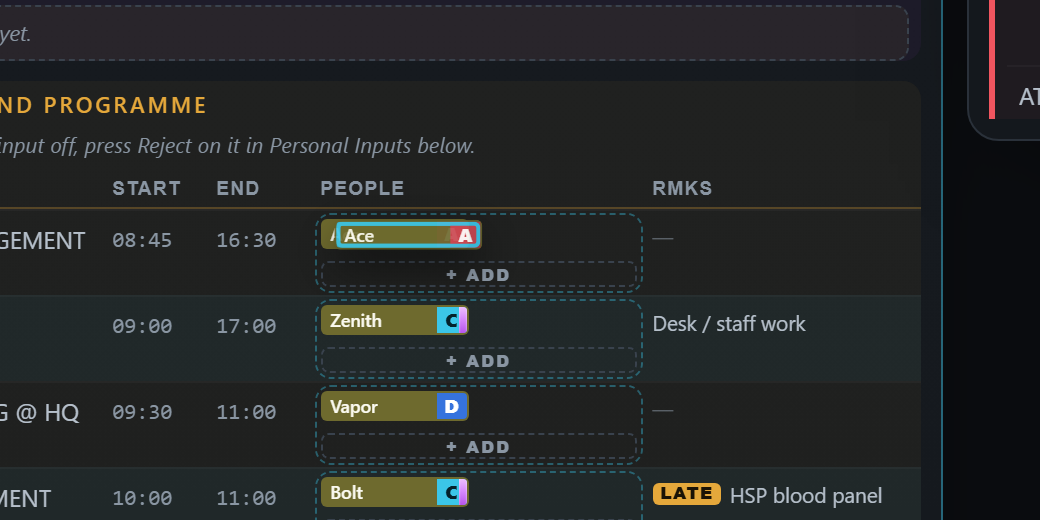 yet.
ND PROGRAMME
input off, press Reject on it in Personal Inputs below.
START END PEOPLE RMKS
GEMENT 08:45 16:30 Ace A —
+ ADD
09:00 17:00 Zenith C Desk / staff work
+ ADD
G @ HQ 09:30 11:00 Vapor D —
+ ADD
MENT 10:00 11:00 Bolt C LATE HSP blood panel
AT